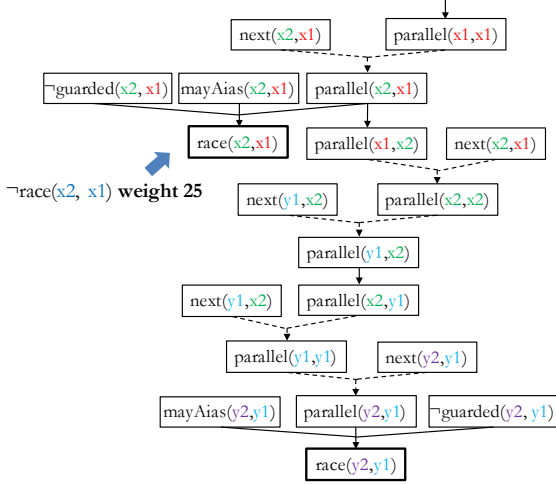 next(x2,x1) parallel(x1,x1)
¬guarded(x2, x1) mayAias(x2,x1) parallel(x2,x1)
race(x2,x1) parallel(x1,x2) next(x2,x1)
¬race(x2, x1) weight 25
next(y1,x2) parallel(x2,x2)
parallel(y1,x2)
next(y1,x2) parallel(x2,y1)
parallel(y1,y1) next(y2,y1)
mayAias(y2,y1) parallel(y2,y1) ¬guarded(y2, y1)
race(y2,y1)